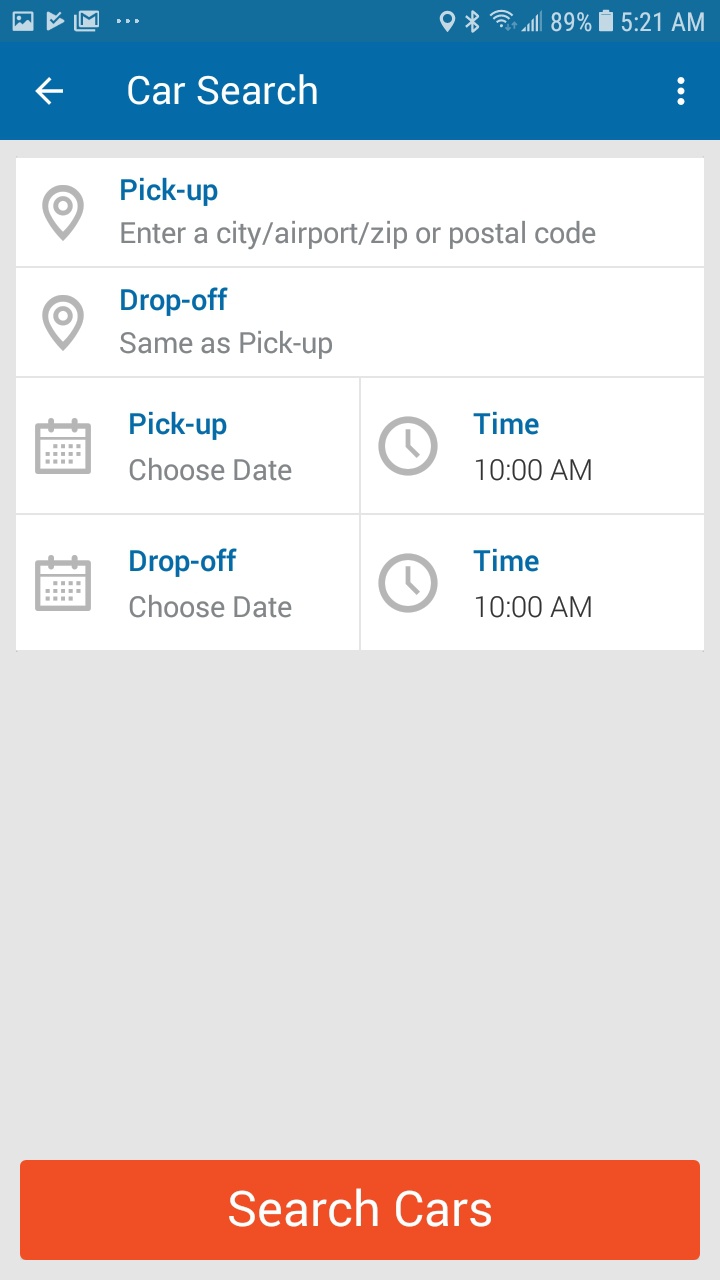 89% 5:21 AM
Car Search
Pick-up
Enter a city/airport/zip or postal code
Drop-off
Same as Pick-up
Pick-up
Choose Date
Time
10:00 AM
Drop-off
Choose Date
Time
10:00 AM
Search Cars